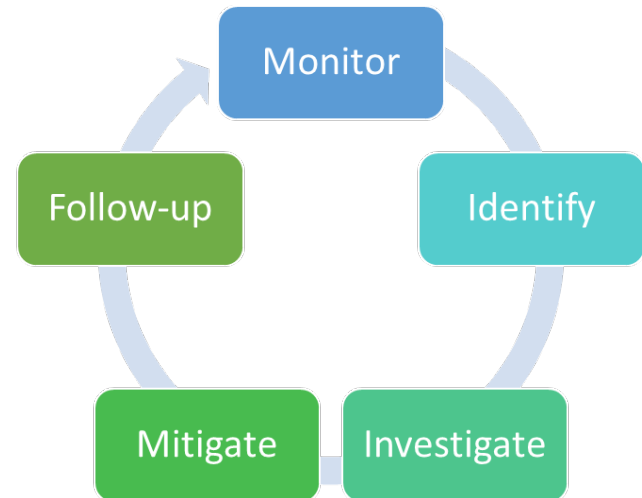 Monitor
Identify
Investigate
Mitigate
Follow-up